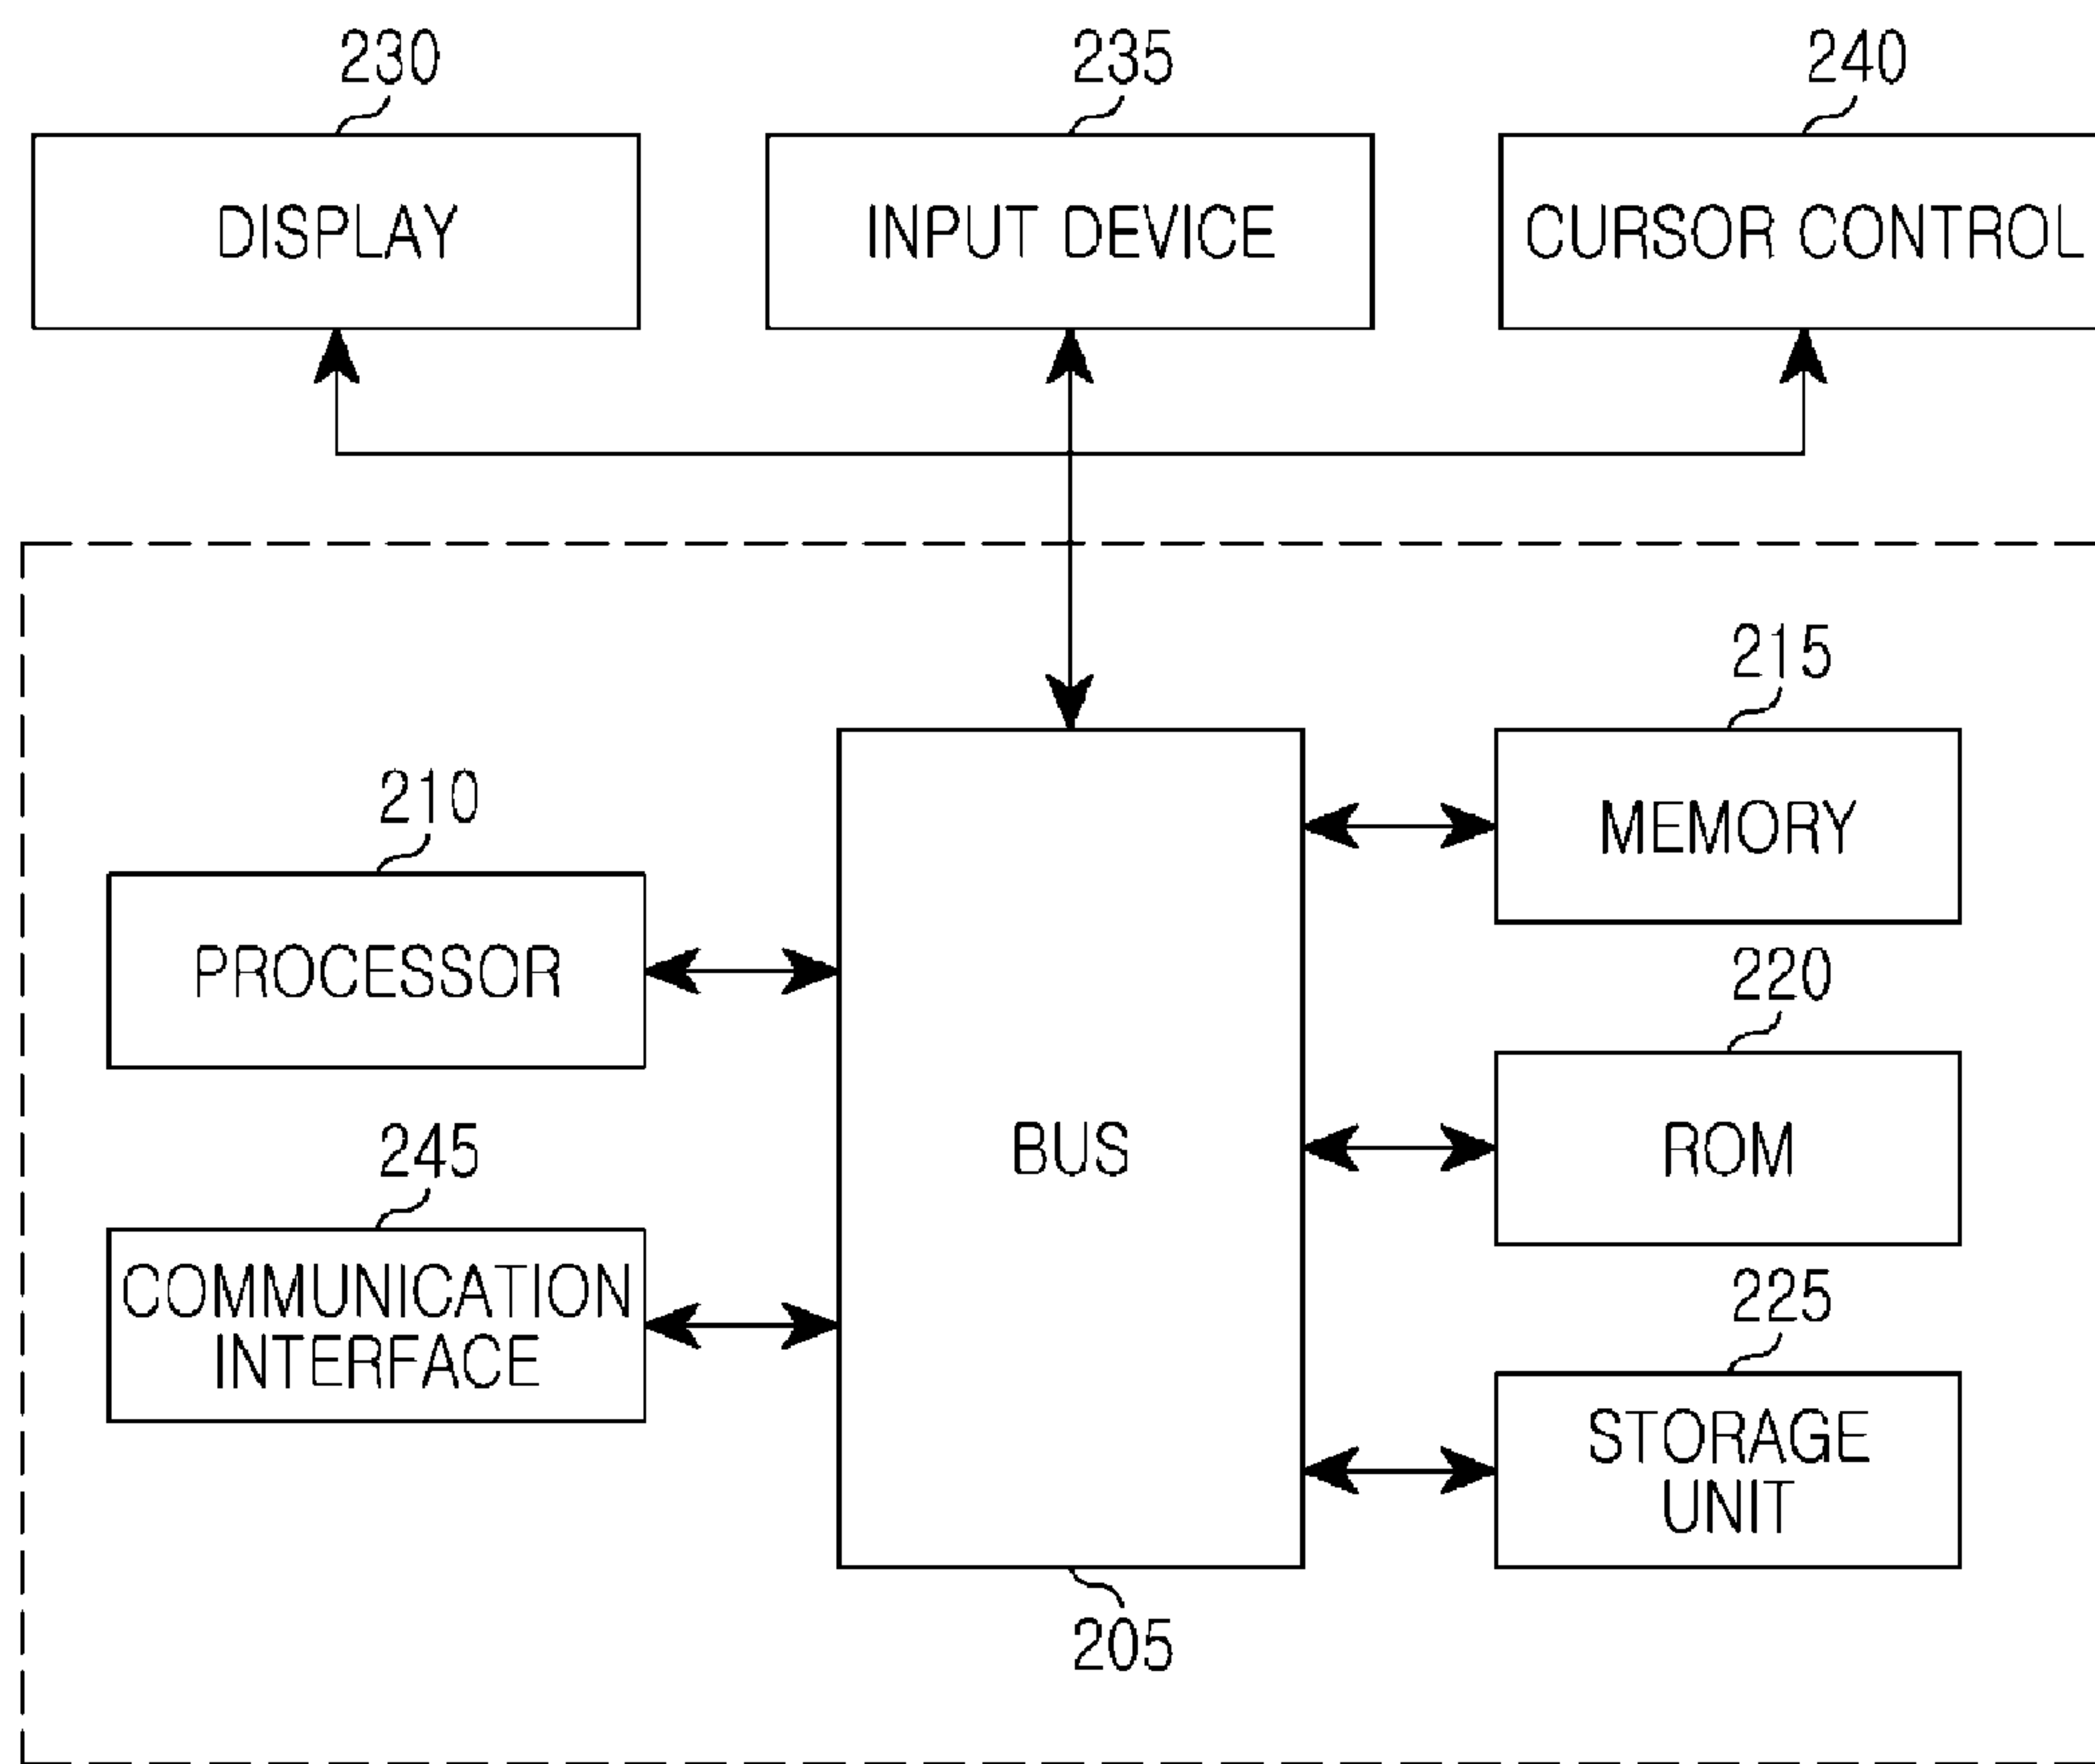 230
235
240
DISPLAY
INPUT DEVICE
CURSOR CONTROL
215
210
MEMORY
PROCESSOR
220
245
BUS
ROM
COMMUNICATION
INTERFACE
225
STORAGE
UNIT
205